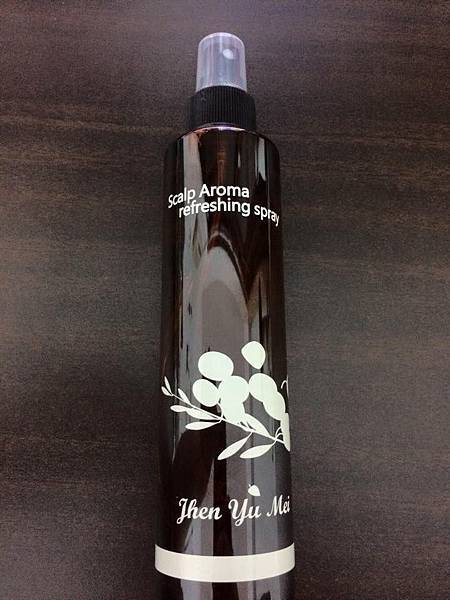 Scalp Aroma
refreshing spray
Jhen Yu Mei